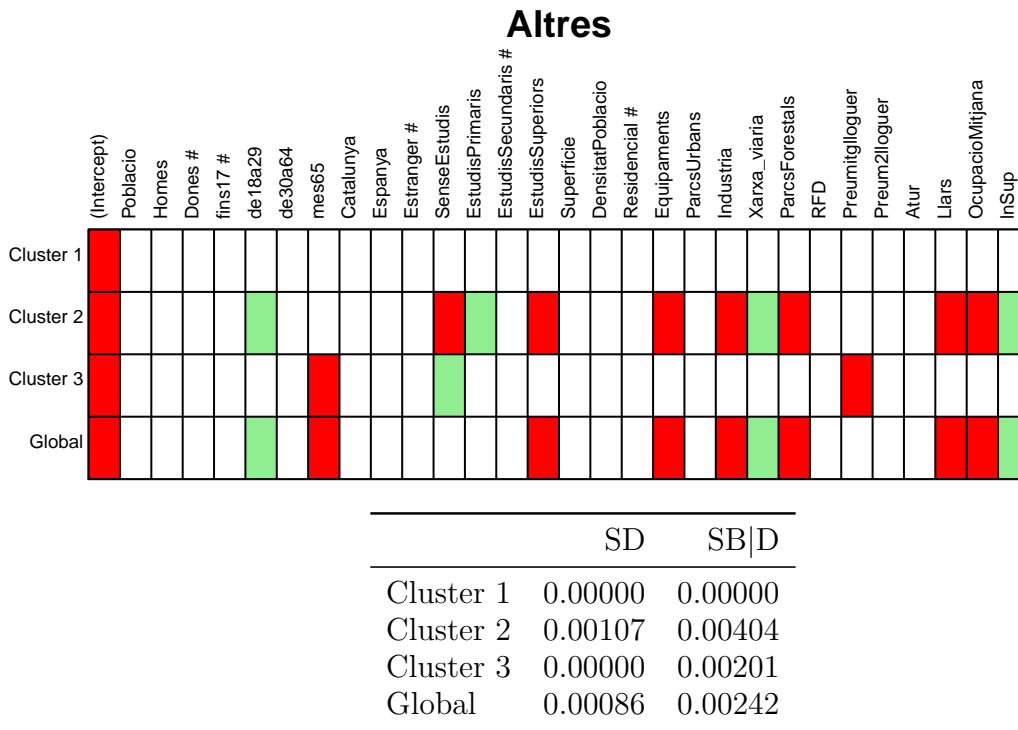 Altres
(Intercept)
Poblacio
Homes
Dones #
fins17 #
de18a29
de30a64
mes65
Catalunya
Espanya
Estranger #
SenseEstudis
EstudisPrimaris
EstudisSecundaris #
EstudisSuperiors
Superficie
DensitatPoblacio
Residencial #
Equipaments
ParcsUrbans
Industria
Xarxa_viaria
ParcsForestals
RFD
Preumitglloguer
Preum2lloguer
Atur
Llars
OcupacioMitjana
InSup
Cluster 1
Cluster 2
Cluster 3
Global
SD SB|D
Cluster 1 0.00000 0.00000
Cluster 2 0.00107 0.00404
Cluster 3 0.00000 0.00201
Global 0.00086 0.00242